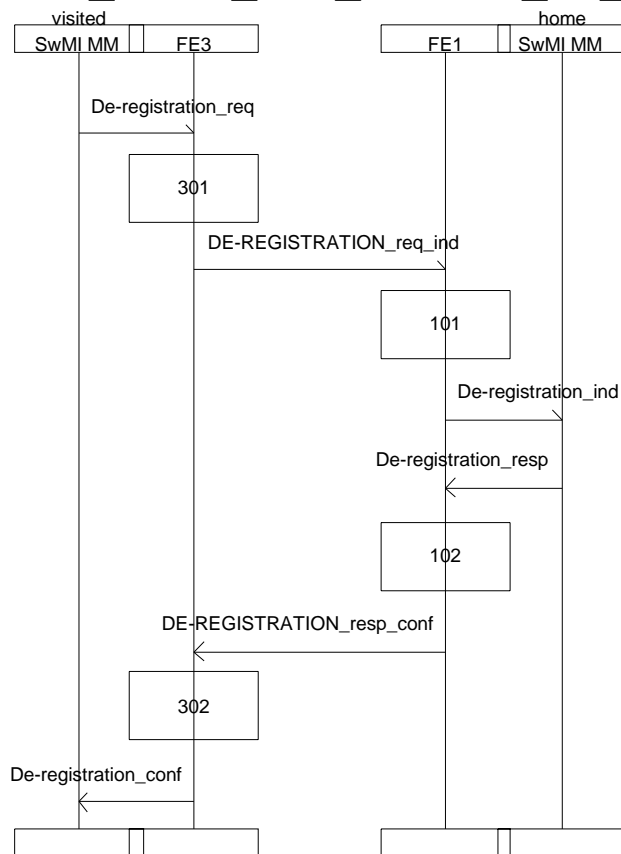 visited
home
SwMI MM
FE3
FE1
SwMI MM
De-registration_req
301
DE-REGISTRATION_req_ind
101
De-registration_ind
De-registration_resp
102
DE-REGISTRATION_resp_conf
302
De-registration_conf